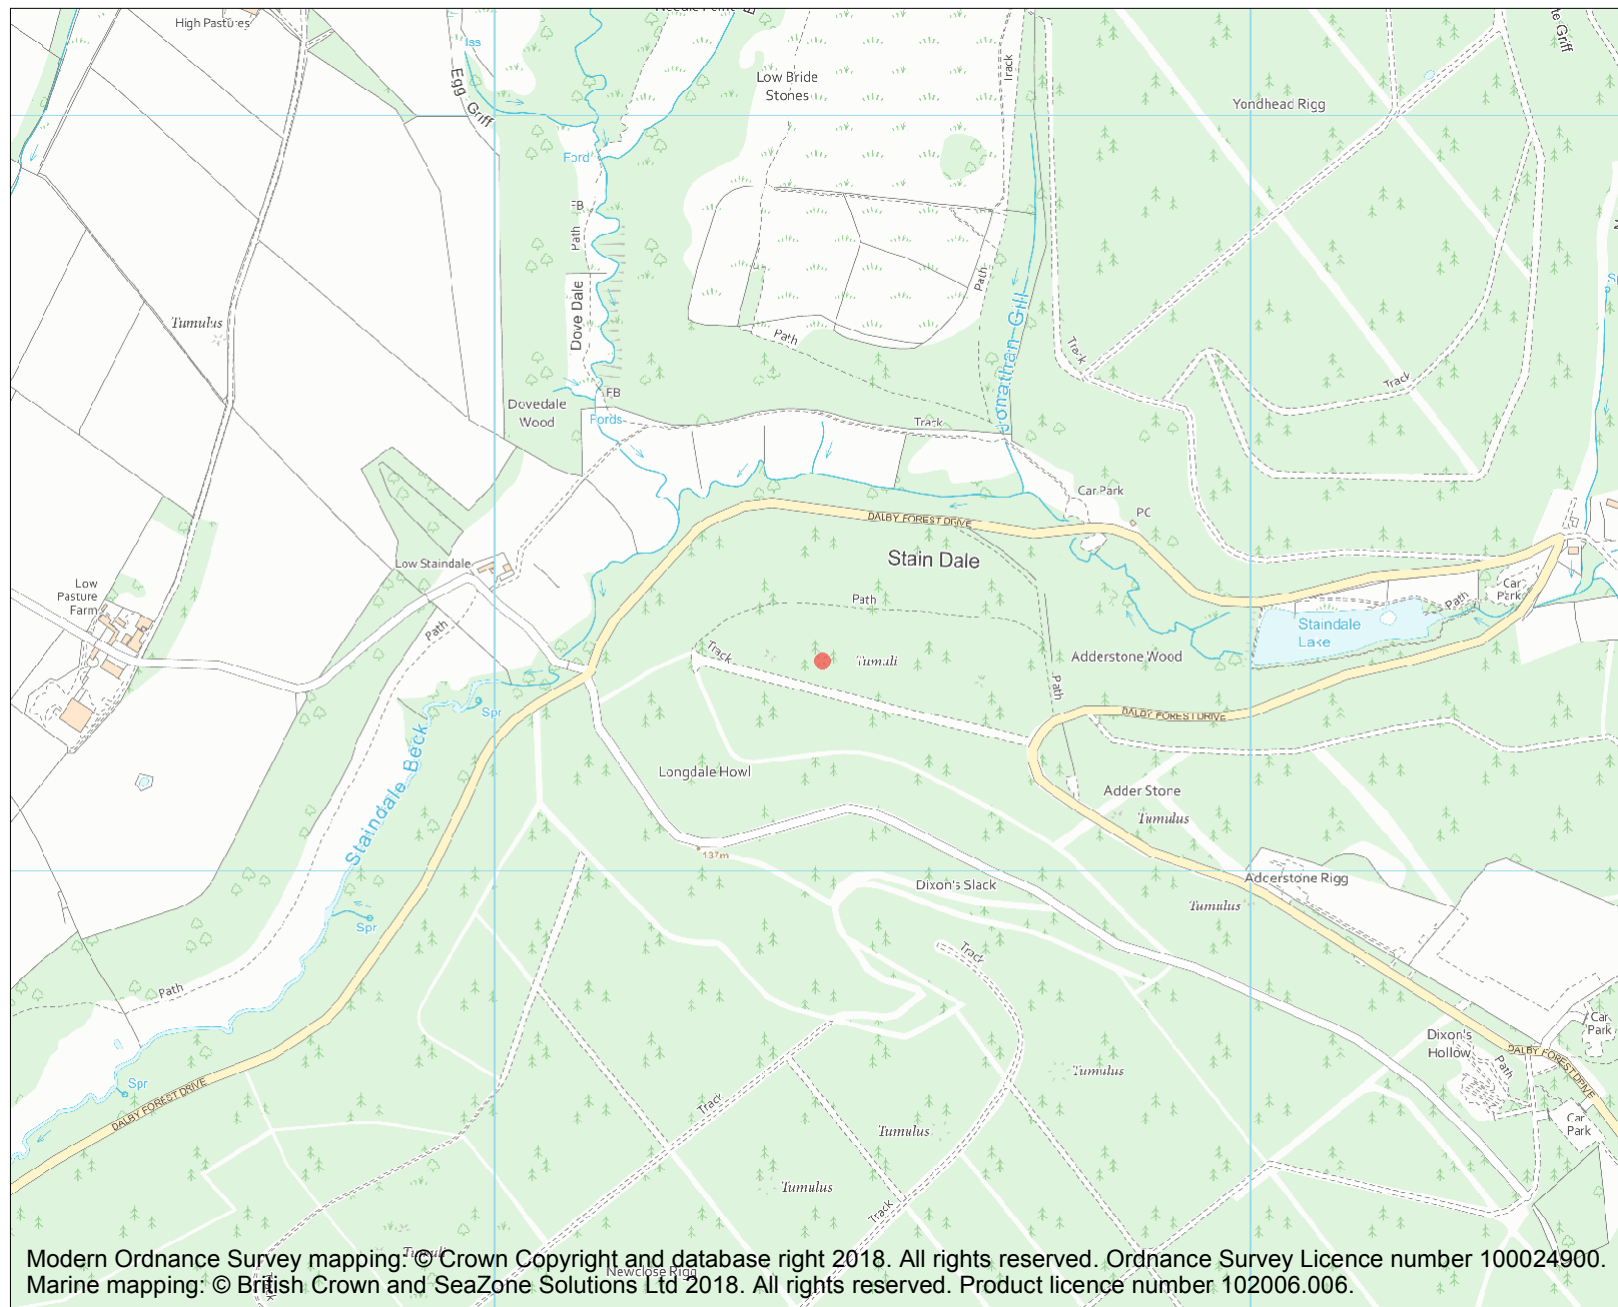 High Pastures
Iss
Egg Griff
Low Bride
Stones
Track
Yondhead Rigg
Ford
FB
Path
Dove Dale
Tumulus
Path
Path
Jonathan Gill
Track
Track
FB
Dovedale
Wood
Fords
Track
Car Park
PC
DALBY FOREST DRIVE
Stain Dale
Low Staindale
Low
Pasture
Farm
Path
Path
Car
Park
Path
Staindale
Lake
Track
Tumuli
Adderstone Wood
Path
Spr
DALBY FOREST DRIVE
Staindale Beck
Longdale Howl
Adder Stone
Tumulus
137m
Dixon's Slack
Adderstone Rigg
Tumulus
Spr
Track
Path
Car
Park
Dixon's
Hollow
DALBY FOREST DRIVE
Path
Tumulus
Spr
DALBY FOREST DRIVE
Track
Tumulus
Car
Park
Tumulus
Track
Tumuli
Newclose Rigg
Modern Ordnance Survey mapping: © Crown Copyright and database right 2018. All rights reserved. Ordnance Survey Licence number 100024900.
Marine mapping: © British Crown and SeaZone Solutions Ltd 2018. All rights reserved. Product licence number 102006.006.